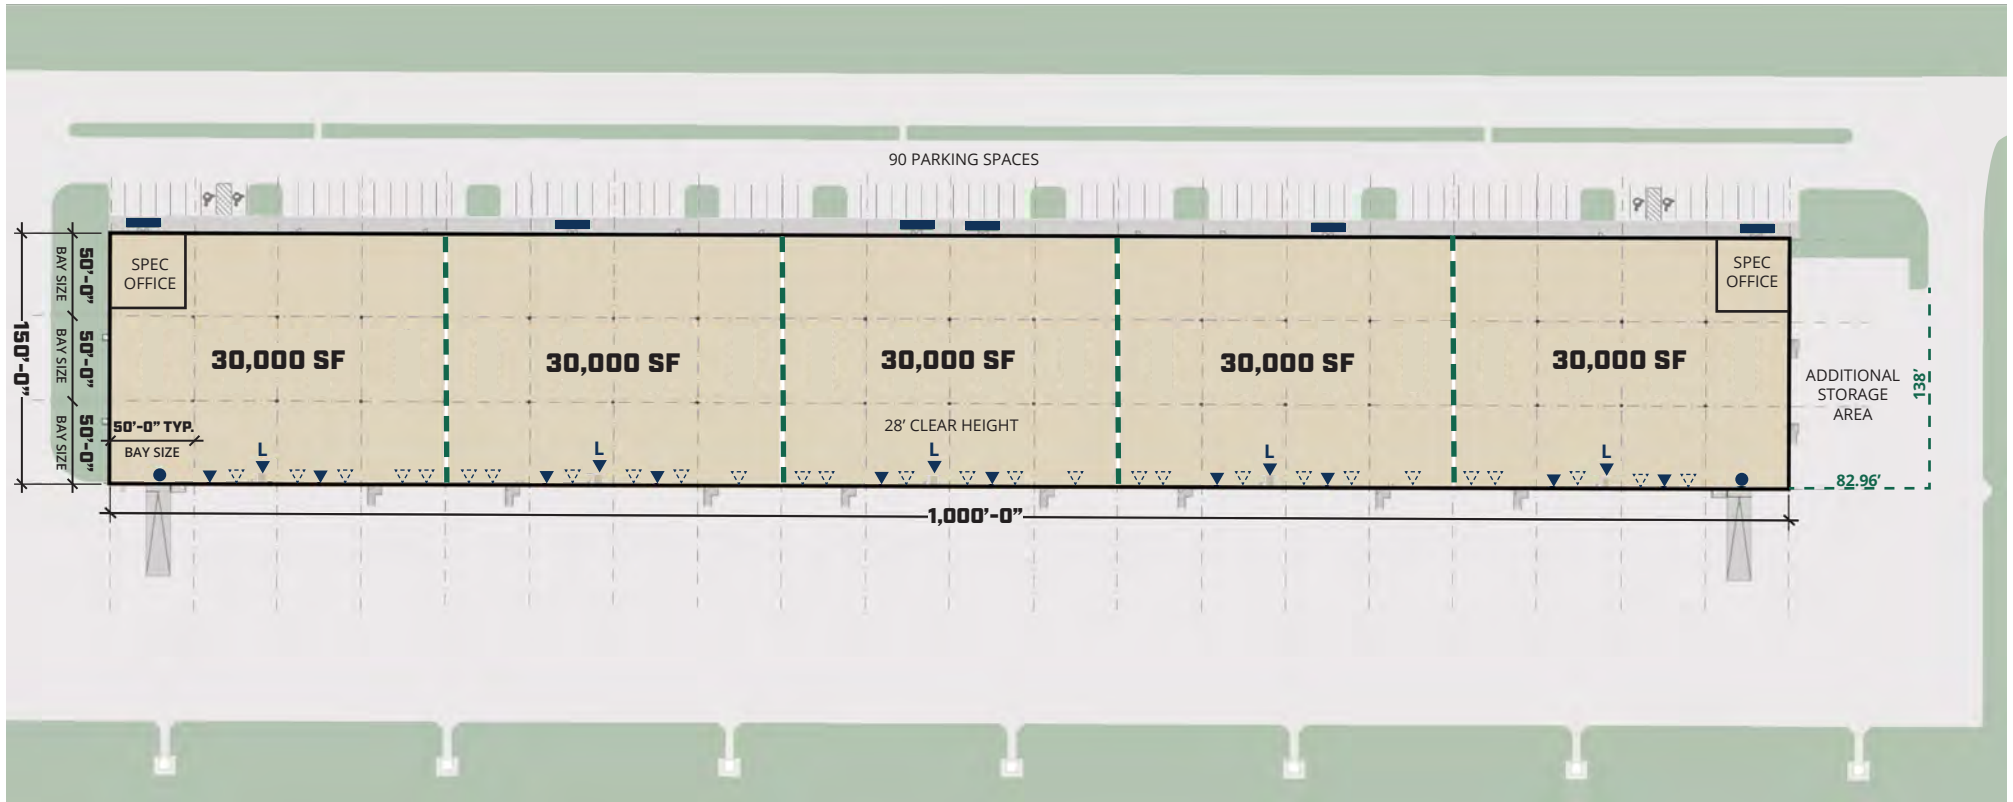 90 PARKING SPACES
150'-0"
50'-0"
BAY SIZE
50'-0"
BAY SIZE
50'-0"
BAY SIZE
SPEC
OFFICE
SPEC
OFFICE
30,000 SF
30,000 SF
30,000 SF
30,000 SF
30,000 SF
ADDITIONAL
STORAGE
AREA
138'
50'-0" TYP.
BAY SIZE
28' CLEAR HEIGHT
L
L
L
L
L
82.96'
1,000'-0"